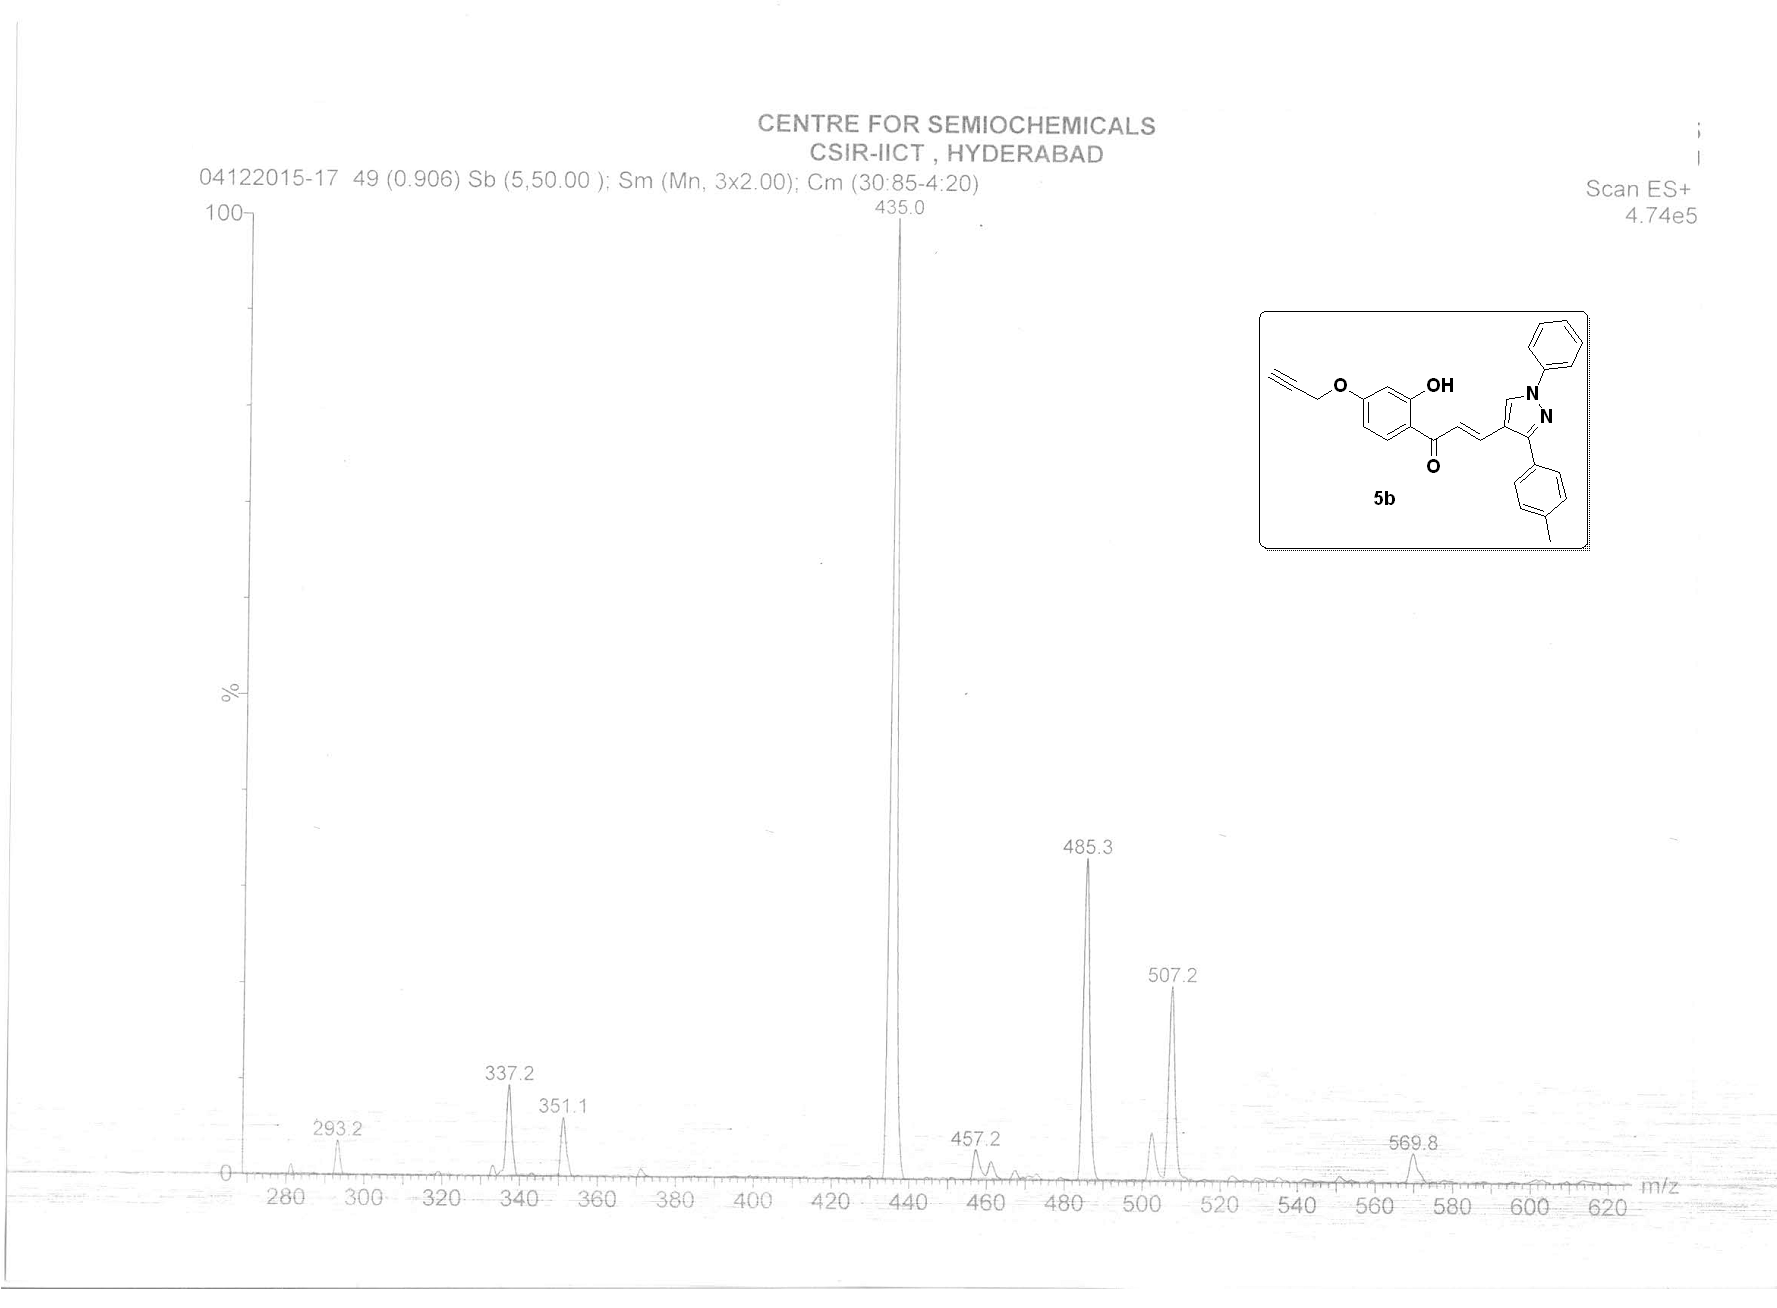 CENTRE FOR SEMIOCHEMICALS
CSIR-IICT , HYDERABAD
04122015-17 49 (0.906) Sb (5,50.00 ); Sm (Mn, 3x2.00); Cm (30:85-4:20)
Scan ES+
4.74e5
100
435.0
O
OH
N
N
O
5b
%
485.3
507.2
337.2
351.1
293.2
457.2
569.8
0
280 300 320 340 360 380 400 420 440 460 480 500 520 540 560 580 600 620 m/z